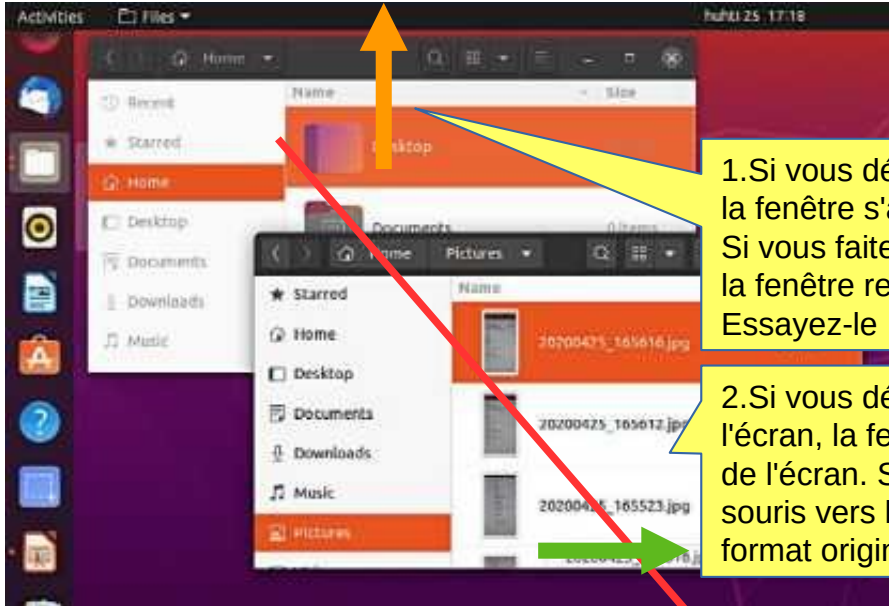 Activities Files huhti 25 17:18
Home
Recent
Starred
Home
Desktop
Documents
Downloads
Music
Name Size
Desktop
Documents 0 items
Home Pictures
Starred
Home
Desktop
Documents
Downloads
Music
Pictures
Name
20200425_165616.jpg
20200425_165612.jpg
20200425_165523.jpg
1.Si vous dé
la fenêtre s'a
Si vous faite
la fenêtre re
Essayez-le
2.Si vous dé
l'écran, la fe
de l'écran. S
souris vers l
format origin